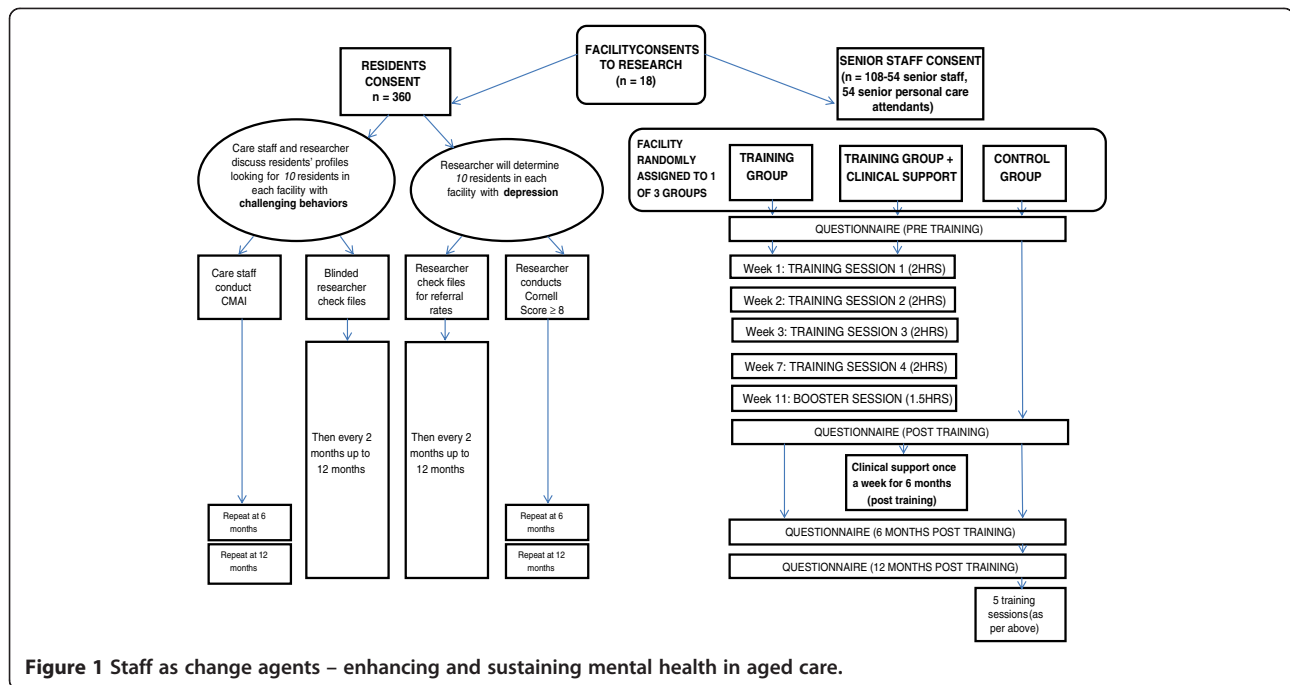 FACILITYCONSENTS
TO RESEARCH
(n = 18)
RESIDENTS
CONSENT
n = 360
SENIOR STAFF CONSENT
(n = 108-54 senior staff,
54 senior personal care
attendants)
Care staff and researcher
discuss residents' profiles
looking for 10 residents in
each facility with
challenging behaviors
Researcher will determine
10 residents in each
facility with depression
Care staff
conduct
CMAI
Blinded
researcher
check files
Researcher
check files
for referral
rates
Researcher
conducts
Cornell
Score ≥ 8
Then every 2
months up to
12 months
Then every 2
months up to
12 months
Repeat at 6
months
Repeat at 12
months
Repeat at 6
months
Repeat at 12
months
FACILITY
RANDOMLY
ASSIGNED TO 1
OF 3 GROUPS
TRAINING
GROUP
TRAINING GROUP +
CLINICAL SUPPORT
CONTROL
GROUP
QUESTIONNAIRE (PRE TRAINING)
Week 1: TRAINING SESSION 1 (2HRS)
Week 2: TRAINING SESSION 2 (2HRS)
Week 3: TRAINING SESSION 3 (2HRS)
Week 7: TRAINING SESSION 4 (2HRS)
Week 11: BOOSTER SESSION (1.5HRS)
QUESTIONNAIRE (POST TRAINING)
Clinical support once
a week for 6 months
(post training)
QUESTIONNAIRE (6 MONTHS POST TRAINING)
QUESTIONNAIRE (12 MONTHS POST TRAINING)
5 training
sessions(as
per above)
Figure 1 Staff as change agents – enhancing and sustaining mental health in aged care.